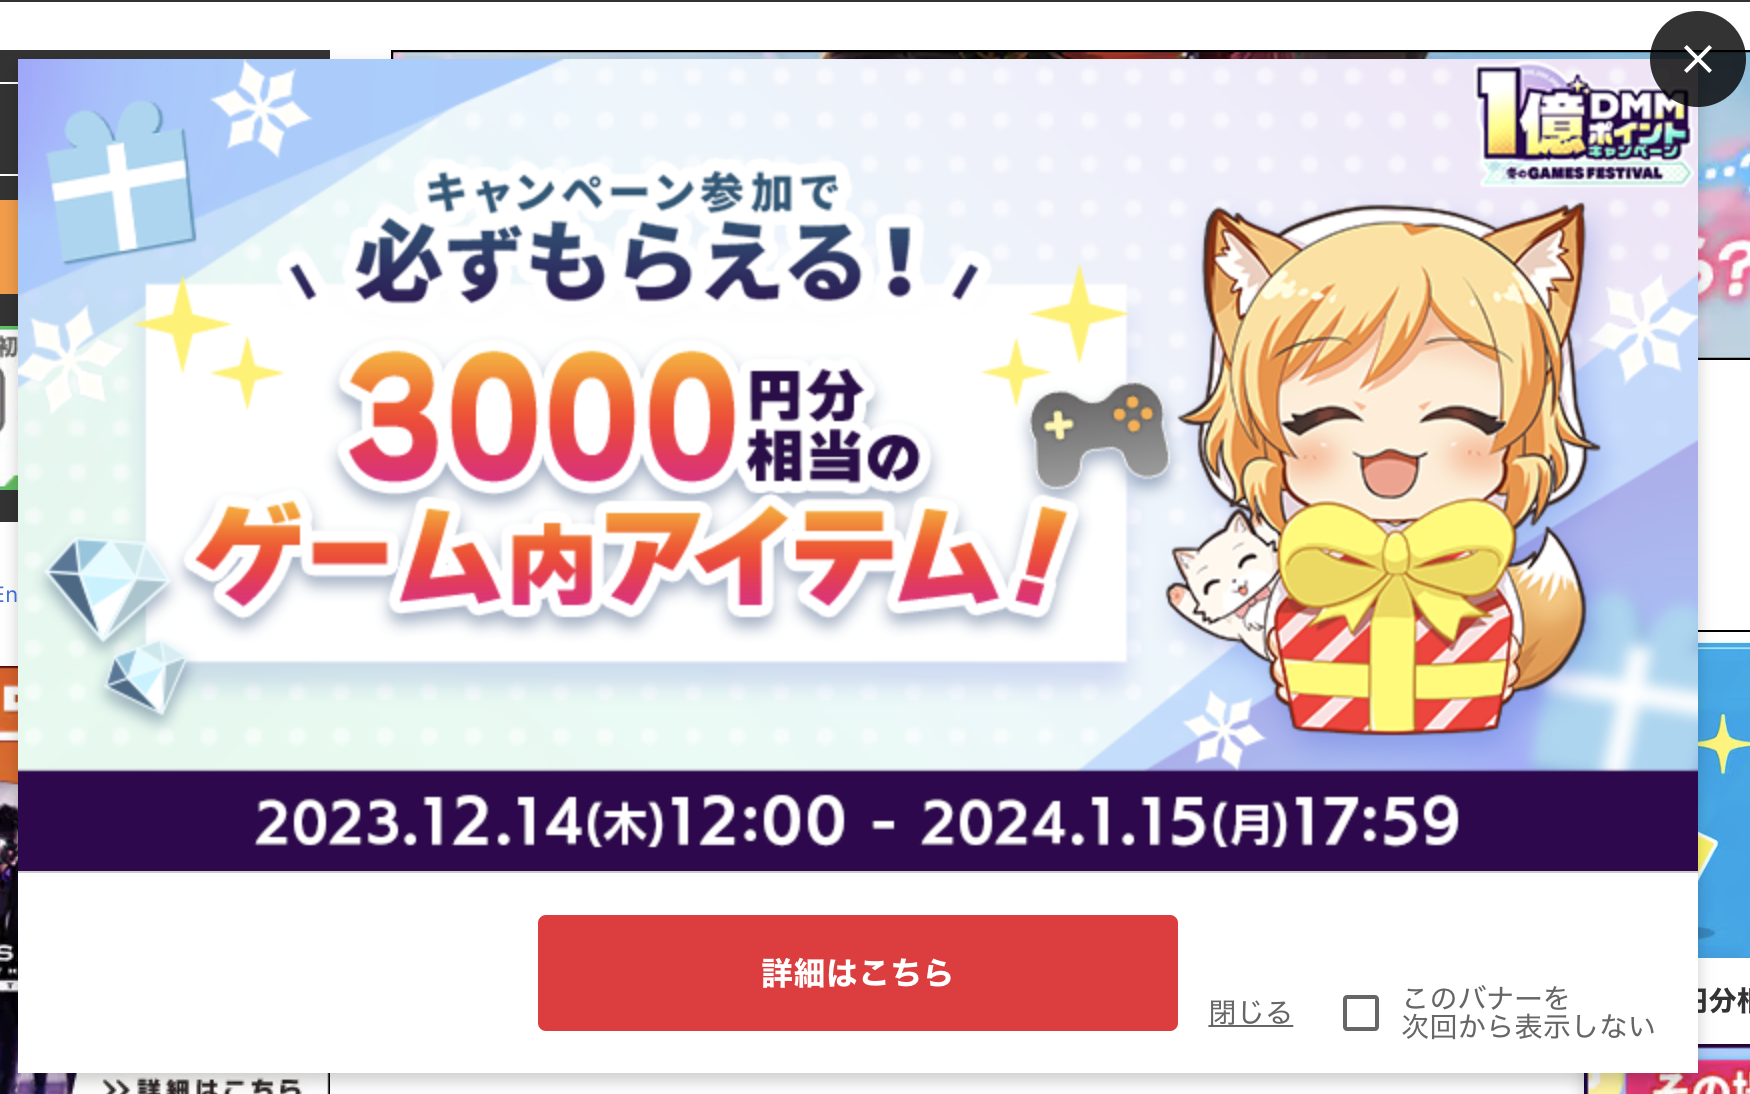 1億DMM
ポイント
キャンペーン
冬のGAMES FESTIVAL
キャンペーン参加で
必ずもらえる！
3000円分
相当の
ゲーム内アイテム！
2023.12.14(木)12:00 - 2024.1.15(月)17:59
詳細はこちら
閉じる
このバナーを
次回から表示しない
初
En
円分相
>> 詳細はこちら